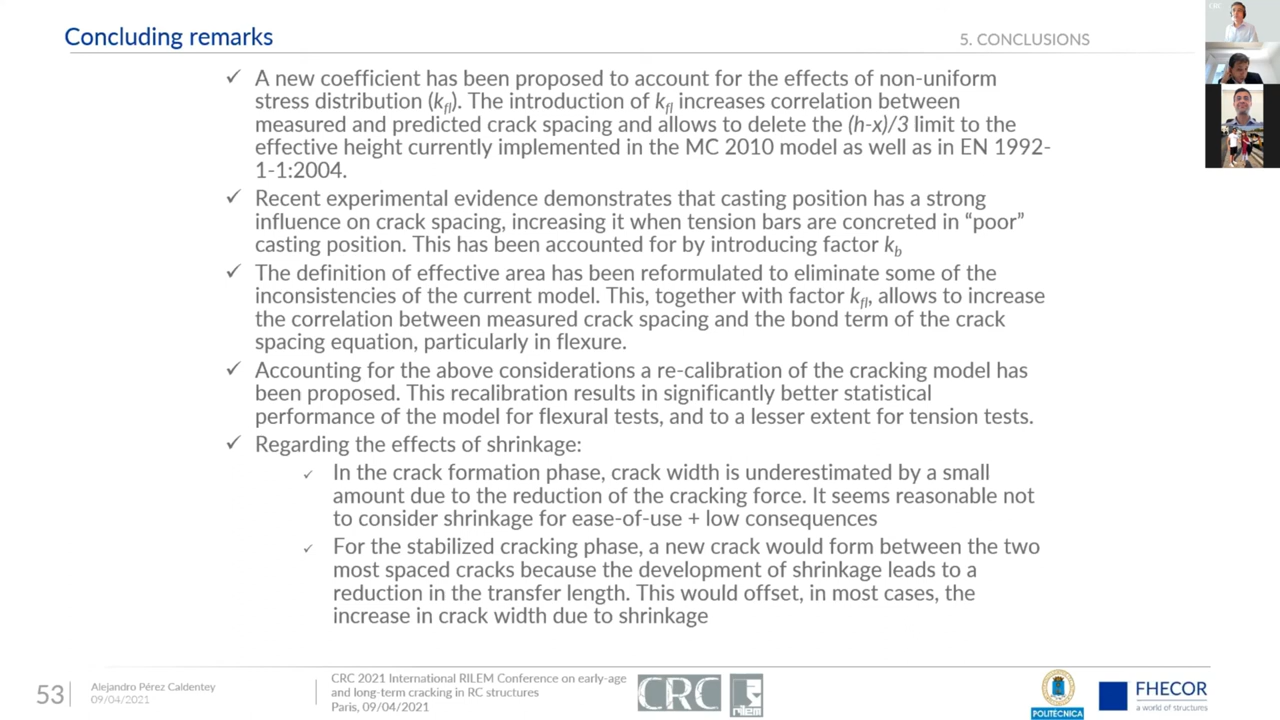 CRC
Concluding remarks
5. CONCLUSIONS
✓ A new coefficient has been proposed to account for the effects of non-uniform
stress distribution (kfl). The introduction of kfl increases correlation between
measured and predicted crack spacing and allows to delete the (h-x)/3 limit to the
effective height currently implemented in the MC 2010 model as well as in EN 1992-
1-1:2004.
✓ Recent experimental evidence demonstrates that casting position has a strong
influence on crack spacing, increasing it when tension bars are concreted in “poor”
casting position. This has been accounted for by introducing factor kb
✓ The definition of effective area has been reformulated to eliminate some of the
inconsistencies of the current model. This, together with factor kfl, allows to increase
the correlation between measured crack spacing and the bond term of the crack
spacing equation, particularly in flexure.
✓ Accounting for the above considerations a re-calibration of the cracking model has
been proposed. This recalibration results in significantly better statistical
performance of the model for flexural tests, and to a lesser extent for tension tests.
✓ Regarding the effects of shrinkage:
✓ In the crack formation phase, crack width is underestimated by a small
amount due to the reduction of the cracking force. It seems reasonable not
to consider shrinkage for ease-of-use + low consequences
✓ For the stabilized cracking phase, a new crack would form between the two
most spaced cracks because the development of shrinkage leads to a
reduction in the transfer length. This would offset, in most cases, the
increase in crack width due to shrinkage
53
Alejandro Pérez Caldentey
09/04/2021
CRC 2021 International RILEM Conference on early-age
and long-term cracking in RC structures
Paris, 09/04/2021
CRC
rilem
POLITÉCNICA
FHECOR
a world of structures